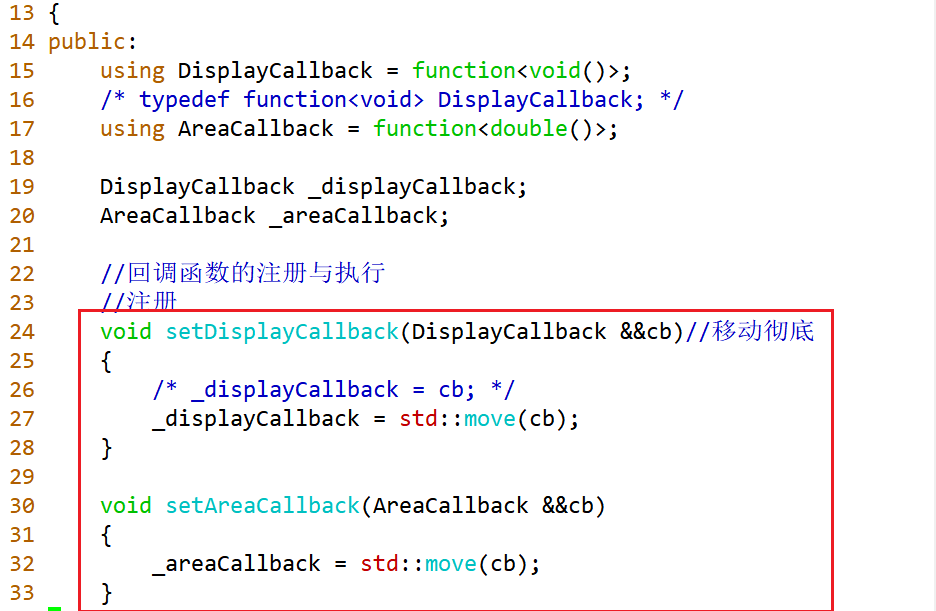 13 {
14 public:
15     using DisplayCallback = function<void()>;
16     /* typedef function<void> DisplayCallback; */
17     using AreaCallback = function<double()>;
18
19     DisplayCallback _displayCallback;
20     AreaCallback _areaCallback;
21
22     //回调函数的注册与执行
23     //注册
24     void setDisplayCallback(DisplayCallback &&cb)//移动彻底
25     {
26         /* _displayCallback = cb; */
27         _displayCallback = std::move(cb);
28     }
29
30     void setAreaCallback(AreaCallback &&cb)
31     {
32         _areaCallback = std::move(cb);
33     }